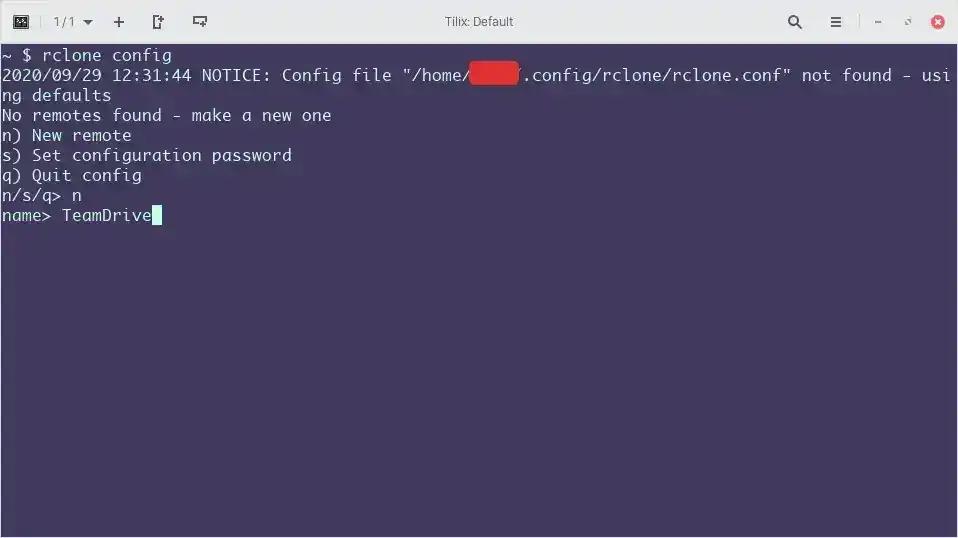 1/1
Tilix: Default
~ $ rclone config
2020/09/29 12:31:44 NOTICE: Config file "/home/ /.config/rclone/rclone.conf" not found - usi
ng defaults
No remotes found - make a new one
n) New remote
s) Set configuration password
q) Quit config
n/s/q> n
name> TeamDrive